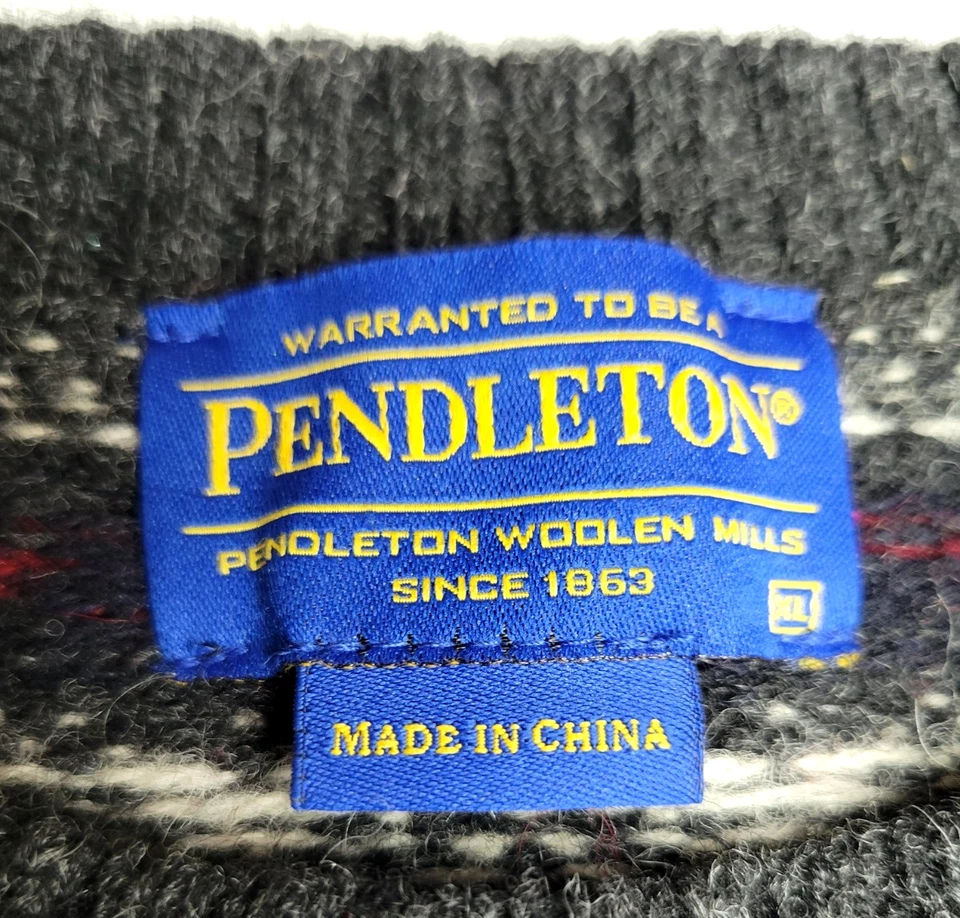 WARRANTED TO BE A
PENDLETON®
PENDLETON WOOLEN MILLS
SINCE 1863
XL
MADE IN CHINA